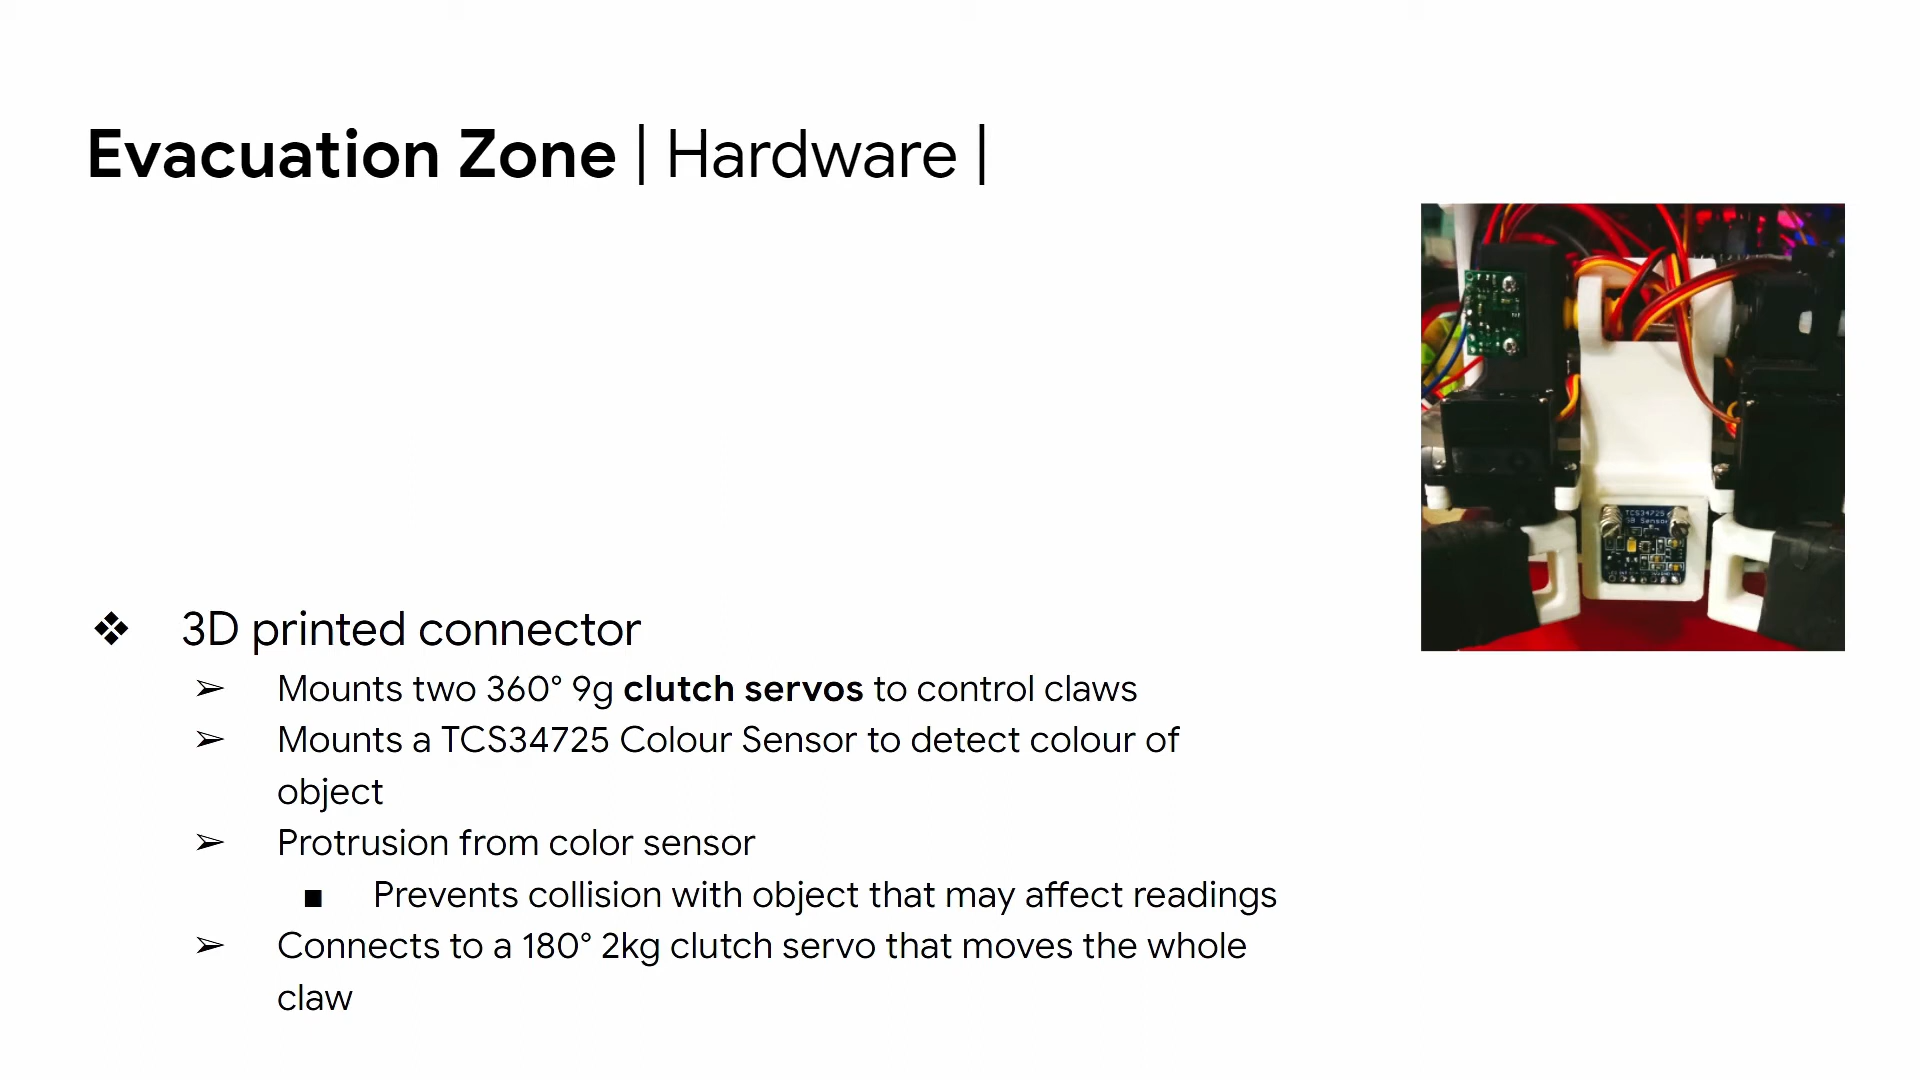 Evacuation Zone | Hardware |
❖ 3D printed connector
➢ Mounts two 360° 9g clutch servos to control claws
➢ Mounts a TCS34725 Colour Sensor to detect colour of
object
➢ Protrusion from color sensor
■ Prevents collision with object that may affect readings
➢ Connects to a 180° 2kg clutch servo that moves the whole
claw
TCS34725
Sensor